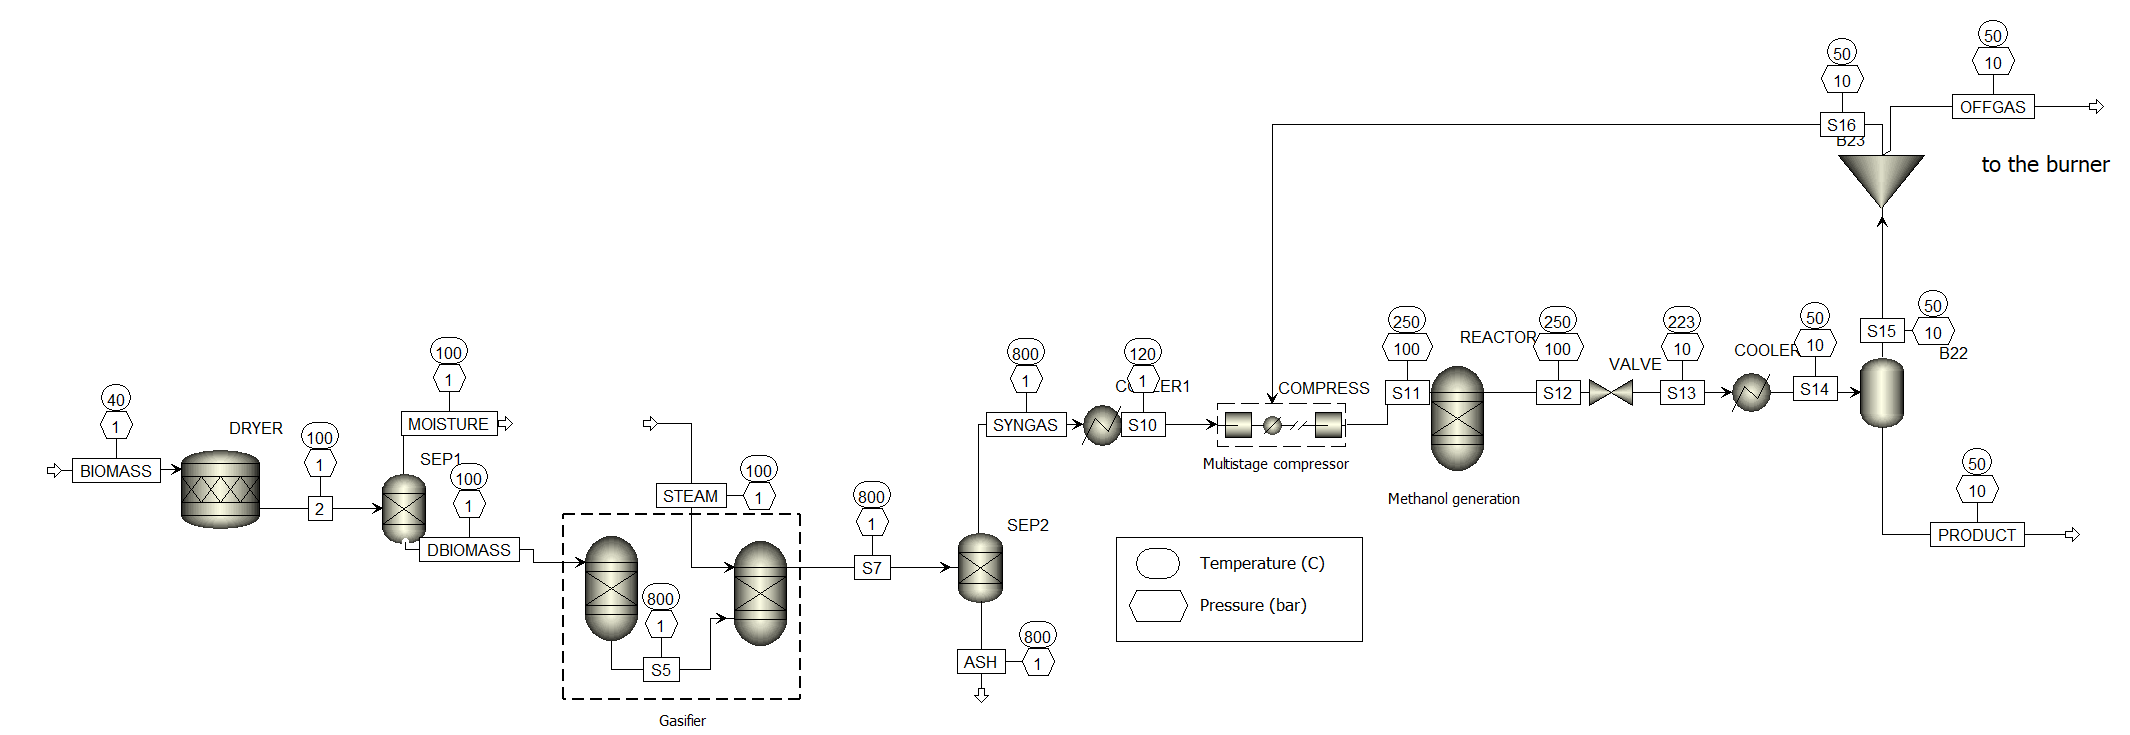 50
10
OFFGAS
50
10
S16
B23
to the burner
40
1
BIOMASS
DRYER
100
1
2
100
1
MOISTURE
SEP1
100
1
DBIOMASS
STEAM
100
1
800
1
S5
Gasifier
800
1
S7
SEP2
800
1
ASH
800
1
SYNGAS
120
1
S10
COMPRESS
Multistage compressor
250
100
S11
REACTOR
Methanol generation
250
100
S12
VALVE
223
10
S13
COOLER
50
10
S14
50
10
S15
B22
50
10
PRODUCT
Temperature (C)
Pressure (bar)